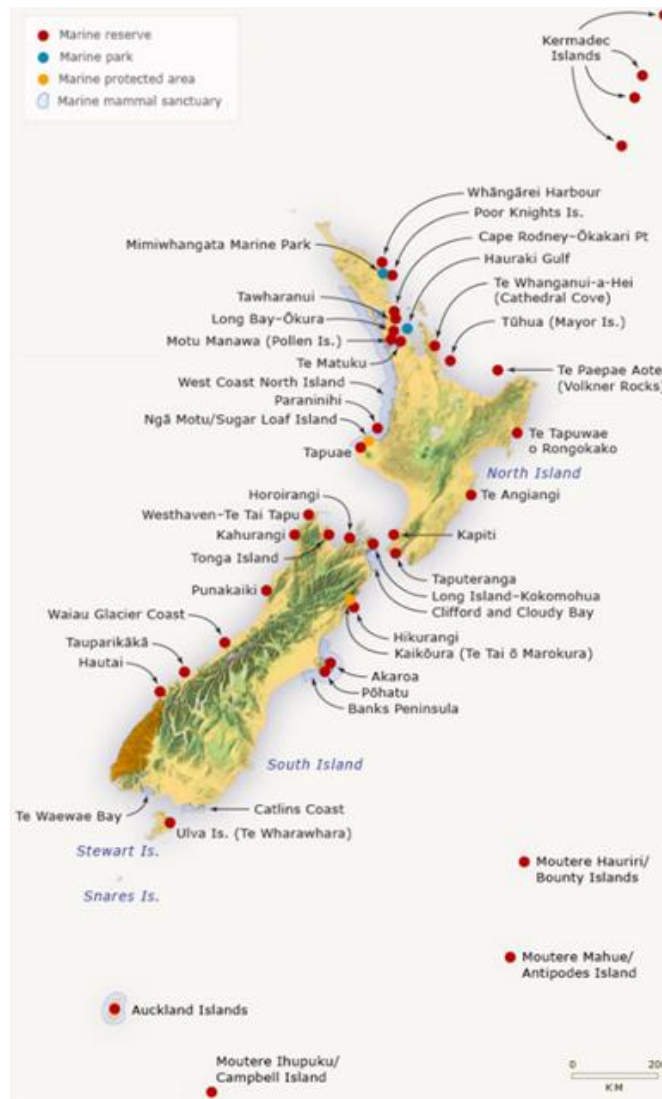 Marine reserve
Marine park
Marine protected area
Marine mammal sanctuary
Kermadec
Islands
Whāngārei Harbour
Poor Knights Is.
Mimiwhangata Marine Park
Cape Rodney–Ōkakari Pt
Hauraki Gulf
Tawharanui
Te Whanganui-a-Hei
(Cathedral Cove)
Long Bay–Ōkura
Tūhua (Mayor Is.)
Motu Manawa (Pollen Is.)
Te Matuku
Te Paepae Aote
(Volkner Rocks)
West Coast North Island
Paraninihi
Ngā Motu/Sugar Loaf Island
Te Tapuwae
o Rongokako
Tapuae
North Island
Horoirangi
Te Angiangi
Westhaven–Te Tai Tapu
Kahurangi
Kapiti
Tonga Island
Taputeranga
Punakaiki
Long Island–Kokomohua
Clifford and Cloudy Bay
Waiau Glacier Coast
Hikurangi
Tauparikākā
Kaikōura (Te Tai ō Marokura)
Hautai
Akaroa
Pōhatu
Banks Peninsula
South Island
Te Waewae Bay
Catlins Coast
Ulva Is. (Te Wharawhara)
Stewart Is.
Moutere Hauriri/
Bounty Islands
Snares Is.
Moutere Mahue/
Antipodes Island
Auckland Islands
Moutere Ihupuku/
Campbell Island
0 200
KM